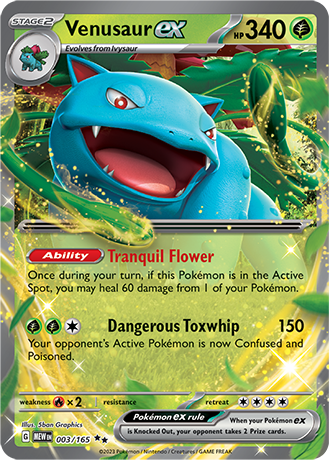 STAGE2 Venusaur ex HP 340
Evolves from Ivysaur
Ability Tranquil Flower
Once during your turn, if this Pokémon is in the Active
Spot, you may heal 60 damage from 1 of your Pokémon.
Dangerous Toxwhip 150
Your opponent's Active Pokémon is now Confused and
Poisoned.
weakness ×2 resistance retreat
Illus. 5ban Graphics
Pokémon ex rule
G MEW EN 003/165
When your Pokémon ex
is Knocked Out, your opponent takes 2 Prize cards.
©2023 Pokémon / Nintendo / Creatures / GAME FREAK